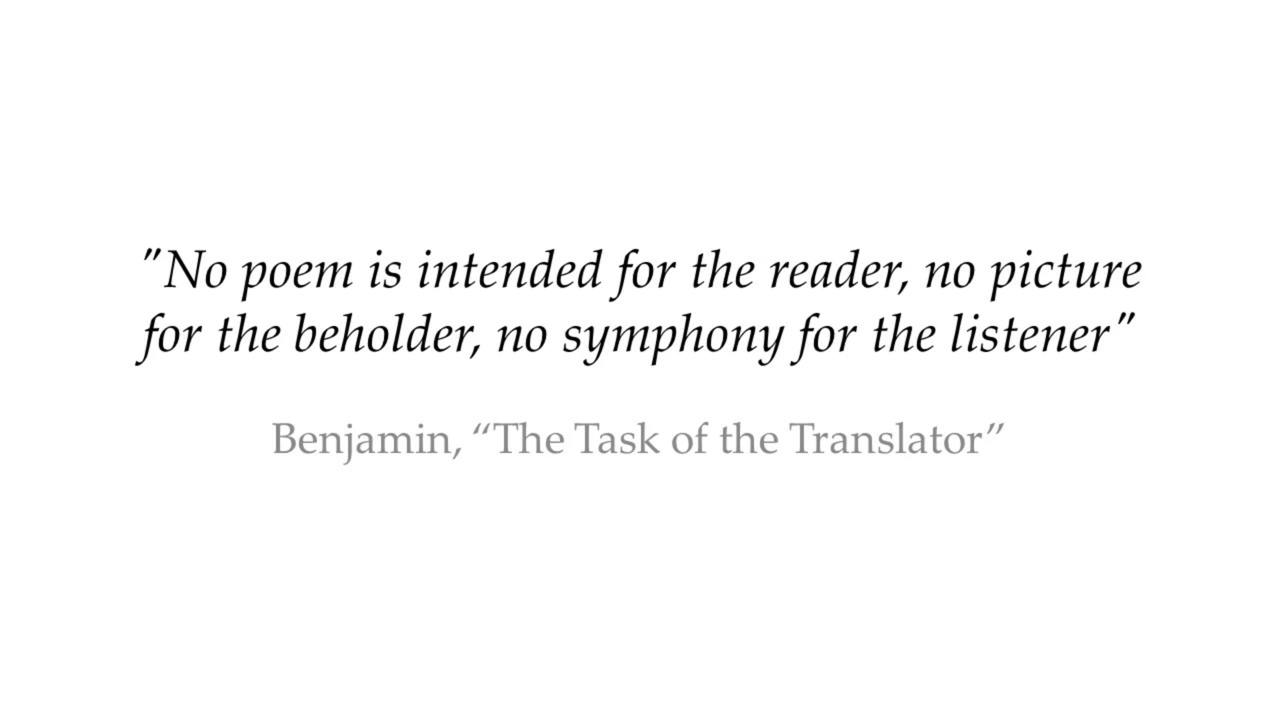 "No poem is intended for the reader, no picture
for the beholder, no symphony for the listener"
Benjamin, “The Task of the Translator”